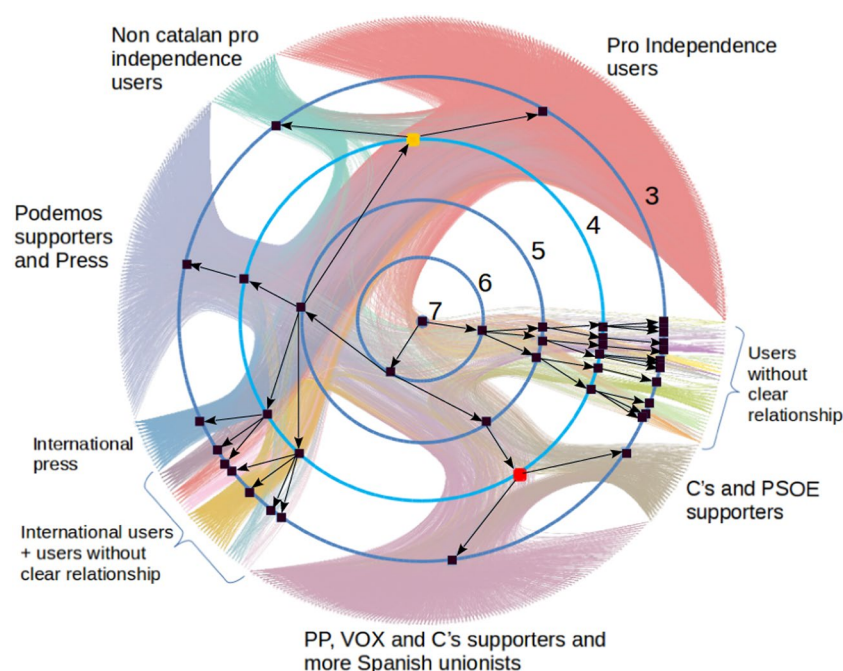 Non catalan pro
independence
users
Pro Independence
users
3
4
5
6
7
Podemos
supporters
and Press
Users
without
clear
relationship
International
press
C's and PSOE
supporters
International users
+ users without
clear relationship
PP, VOX and C's supporters and
more Spanish unionists